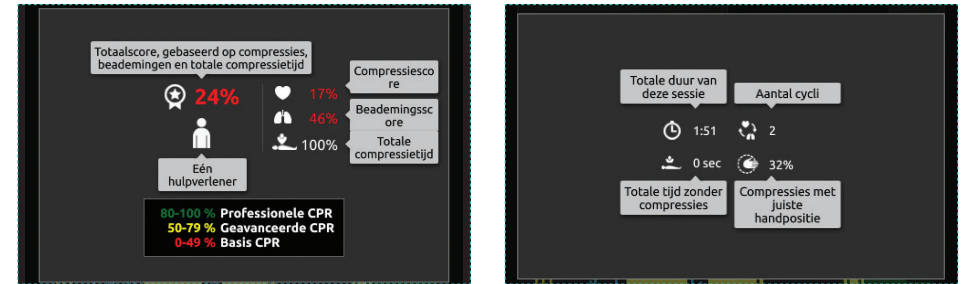 Totaalscore, gebaseerd op compressies,
beademingen en totale compressietijd
24%
Compressiesco
re
17%
Beademingssc
ore
46%
Totale
compressietijd
100%
Eén
hulpverlener
80-100 % Professionele CPR
50-79 % Geavanceerde CPR
0-49 % Basis CPR
Totale duur van
deze sessie
Aantal cycli
1:51
2
0 sec
32%
Totale tijd zonder
compressies
Compressies met
juiste
handpositie